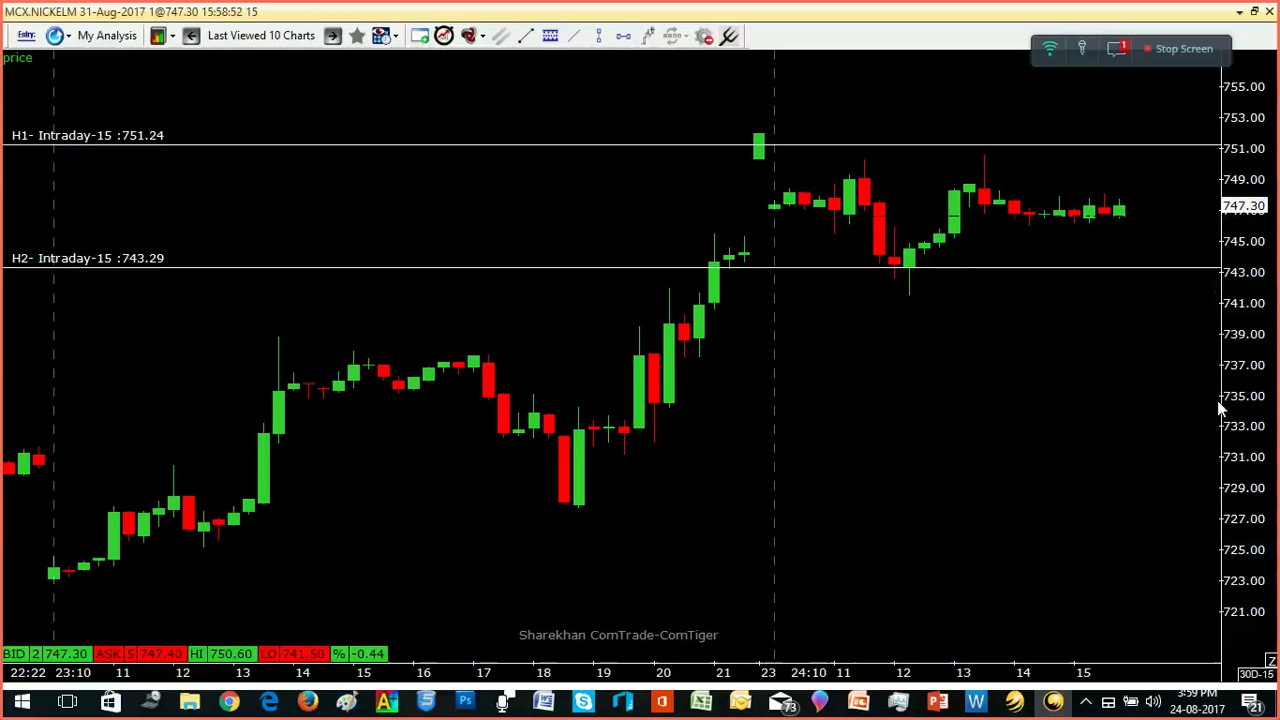 MCX.NICKELM 31-Aug-2017 1@747.30 15:58:52 15
Entry: My Analysis Last Viewed 10 Charts
1 Stop Screen
price
755.00
753.00
H1- Intraday-15 :751.24
751.00
749.00
747.30
745.00
H2- Intraday-15 :743.29
743.00
741.00
739.00
737.00
735.00
733.00
731.00
729.00
727.00
725.00
723.00
721.00
Sharekhan ComTrade-ComTiger
BID 2 747.30 ASK 5 747.40 HI 750.60 LO 741.50 % -0.44
22:22 23:10 11 12 13 14 15 16 17 18 19 20 21 23 24:10 11 12 13 14 15 30D-15
73 3:59 PM
24-08-2017 21